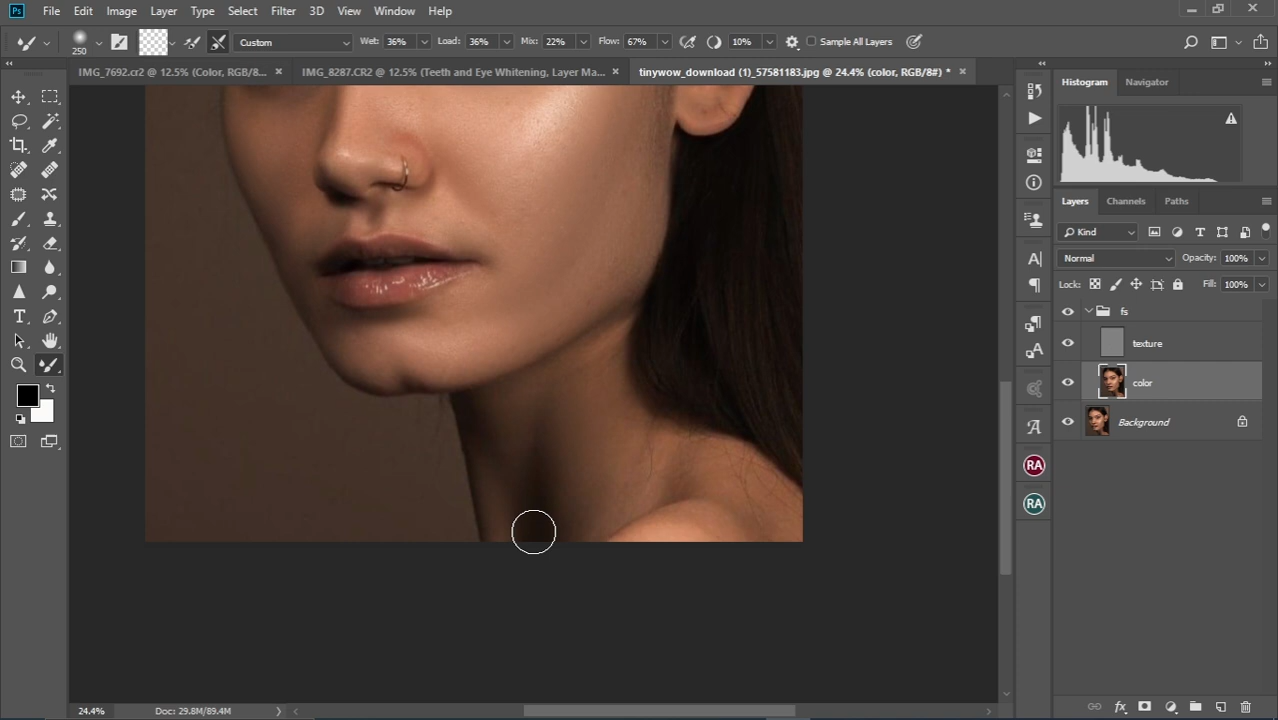 Ps File Edit Image Layer Type Select Filter 3D View Window Help
250 Custom Wet: 36% Load: 36% Mix: 22% Flow: 67% 10% Sample All Layers
IMG_7692.cr2 @ 12.5% (Color, RGB/8... × IMG_8287.CR2 @ 12.5% (Teeth and Eye Whitening, Layer Ma... × tinywow_download (1)_57581183.jpg @ 24.4% (color, RGB/8#) * ×
Histogram Navigator
Layers Channels Paths
Kind
Normal Opacity: 100%
Lock: Fill: 100%
fs
texture
color
Background
RA
RA
24.4% Doc: 29.8M/89.4M